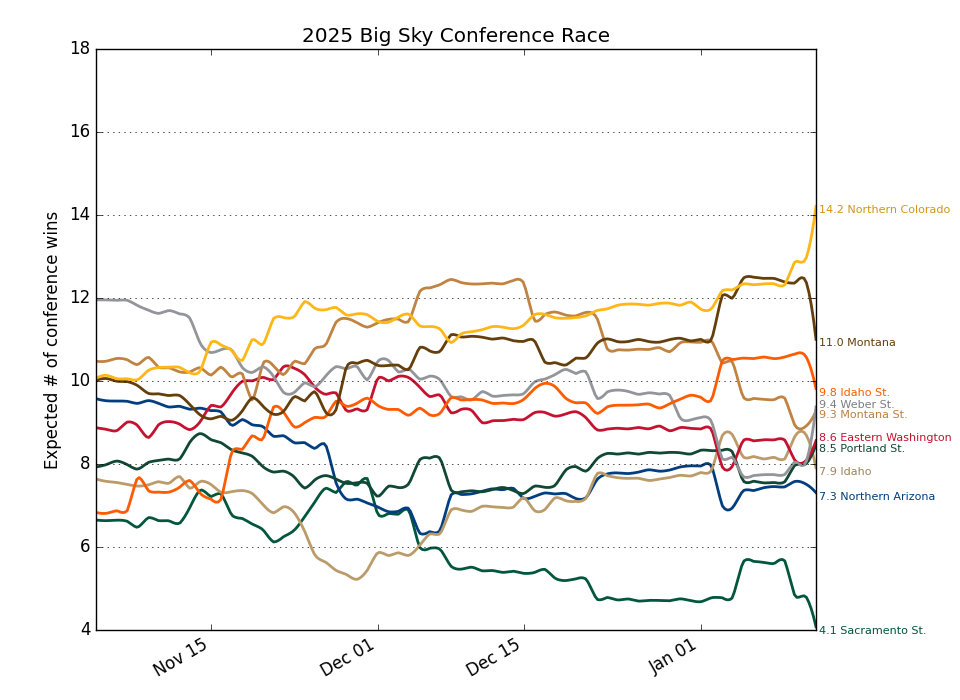 2025 Big Sky Conference Race
Expected # of conference wins
18
16
14
12
10
8
6
4
Nov 15
Dec 01
Dec 15
Jan 01
14.2 Northern Colorado
11.0 Montana
9.8 Idaho St.
9.4 Weber St.
9.3 Montana St.
8.6 Eastern Washington
8.5 Portland St.
7.9 Idaho
7.3 Northern Arizona
4.1 Sacramento St.